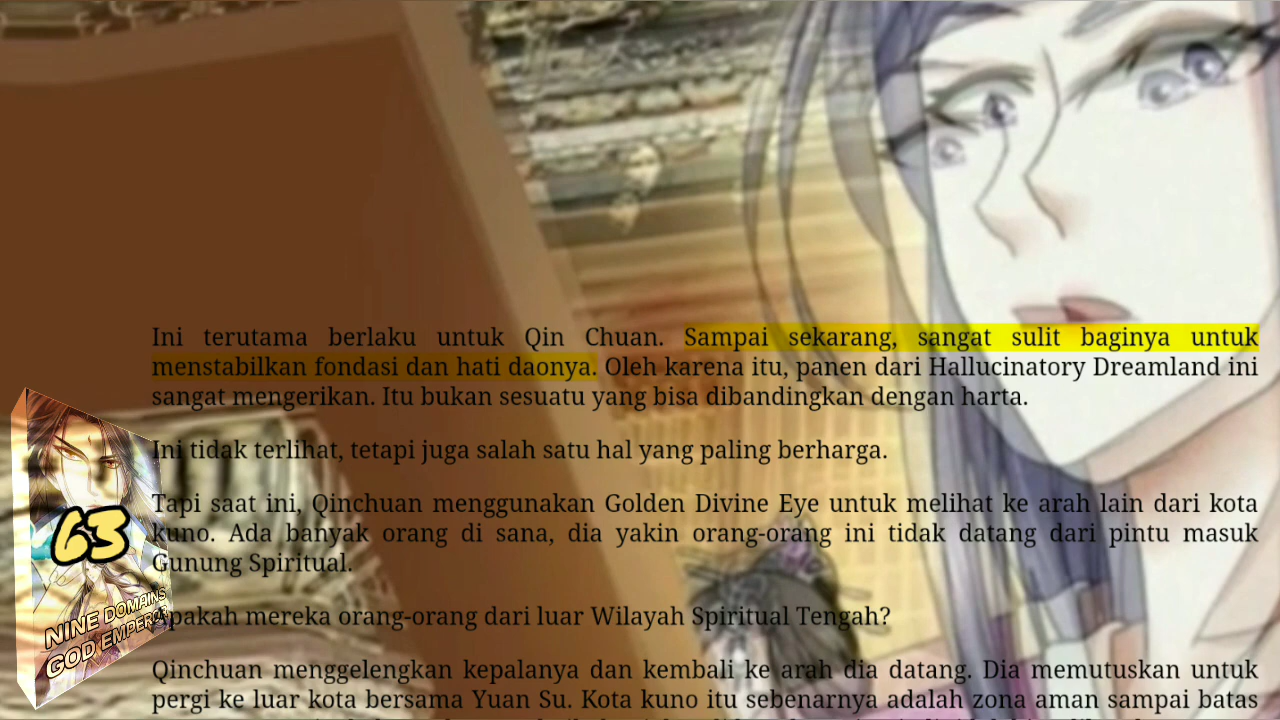 Ini terutama berlaku untuk Qin Chuan. Sampai sekarang, sangat sulit baginya untuk
menstabilkan fondasi dan hati daonya. Oleh karena itu, panen dari Hallucinatory Dreamland ini
sangat mengerikan. Itu bukan sesuatu yang bisa dibandingkan dengan harta.
Ini tidak terlihat, tetapi juga salah satu hal yang paling berharga.
Tapi saat ini, Qinchuan menggunakan Golden Divine Eye untuk melihat ke arah lain dari kota
kuno. Ada banyak orang di sana, dia yakin orang-orang ini tidak datang dari pintu masuk
Gunung Spiritual.
Apakah mereka orang-orang dari luar Wilayah Spiritual Tengah?
Qinchuan menggelengkan kepalanya dan kembali ke arah dia datang. Dia memutuskan untuk
pergi ke luar kota bersama Yuan Su. Kota kuno itu sebenarnya adalah zona aman sampai batas
63
NINE DOMAINS
GOD EMPEROR